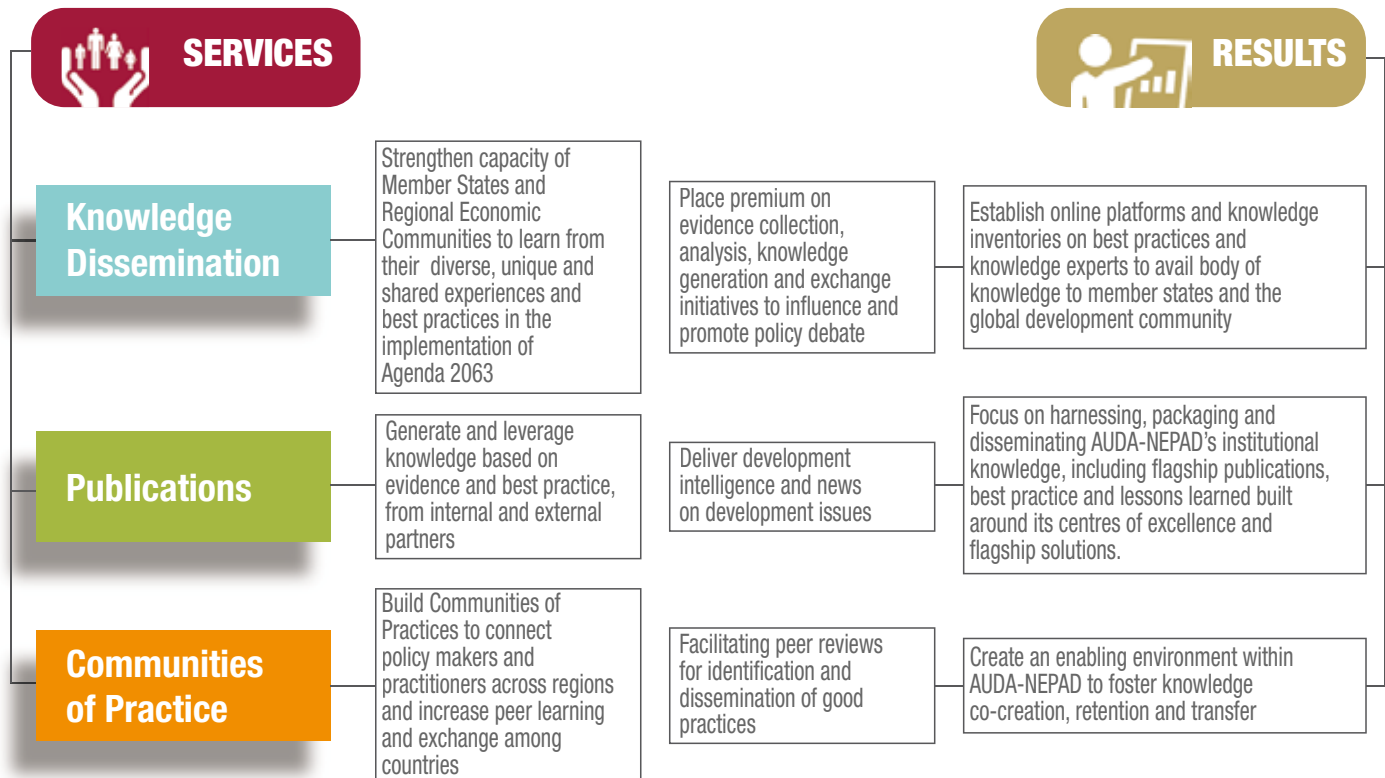 SERVICES
RESULTS
Knowledge
Dissemination
Strengthen capacity of
Member States and
Regional Economic
Communities to learn from
their diverse, unique and
shared experiences and
best practices in the
implementation of
Agenda 2063
Place premium on
evidence collection,
analysis, knowledge
generation and exchange
initiatives to influence and
promote policy debate
Establish online platforms and knowledge
inventories on best practices and
knowledge experts to avail body of
knowledge to member states and the
global development community
Publications
Generate and leverage
knowledge based on
evidence and best practice,
from internal and external
partners
Deliver development
intelligence and news
on development issues
Focus on harnessing, packaging and
disseminating AUDA-NEPAD’s institutional
knowledge, including flagship publications,
best practice and lessons learned built
around its centres of excellence and
flagship solutions.
Communities
of Practice
Build Communities of
Practices to connect
policy makers and
practitioners across regions
and increase peer learning
and exchange among
countries
Facilitating peer reviews
for identification and
dissemination of good
practices
Create an enabling environment within
AUDA-NEPAD to foster knowledge
co-creation, retention and transfer